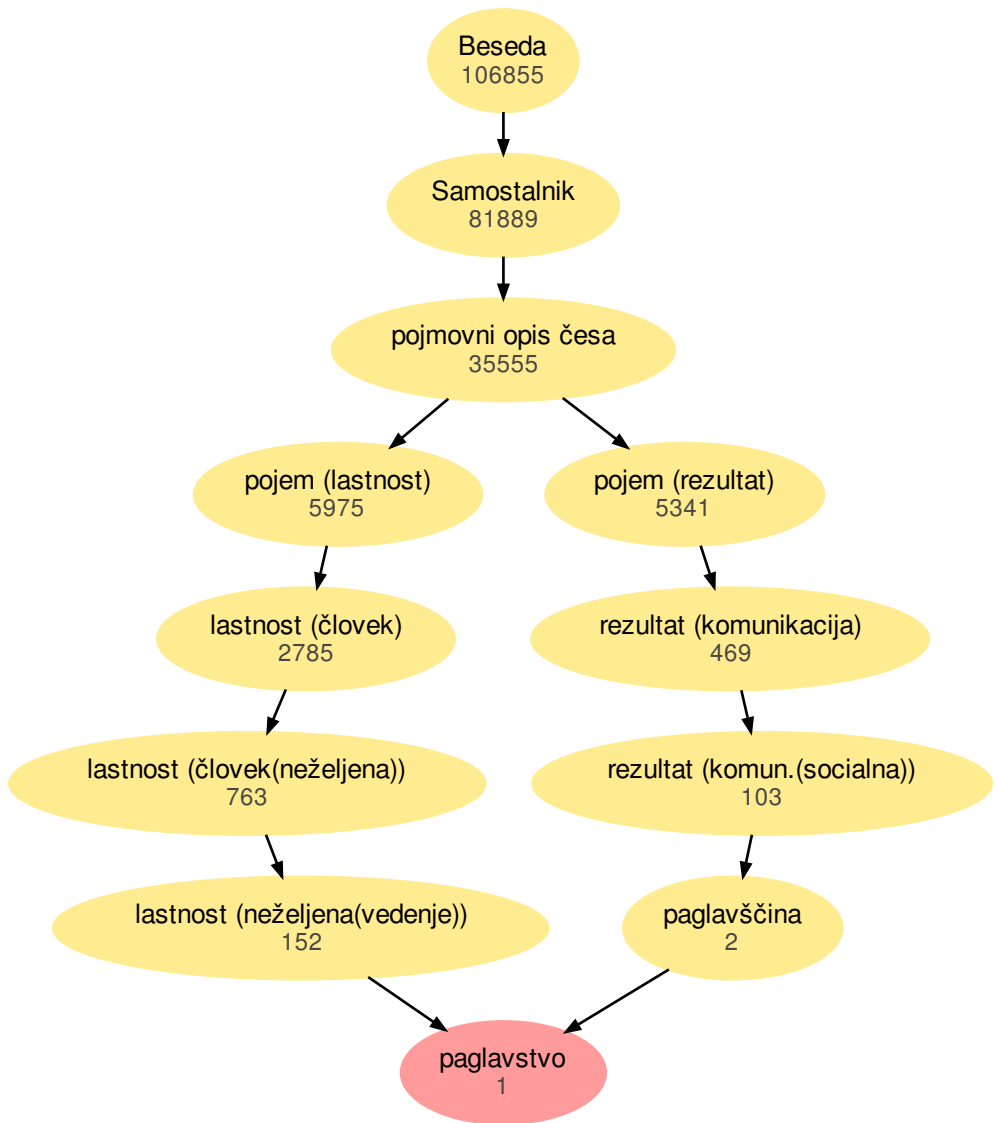 Beseda
106855
Samostalnik
81889
pojmovni opis česa
35555
pojem (lastnost)
5975
pojem (rezultat)
5341
lastnost (človek)
2785
rezultat (komunikacija)
469
lastnost (človek(neželjena))
763
rezultat (komun.(socialna))
103
lastnost (neželjena(vedenje))
152
paglavščina
2
paglavstvo
1